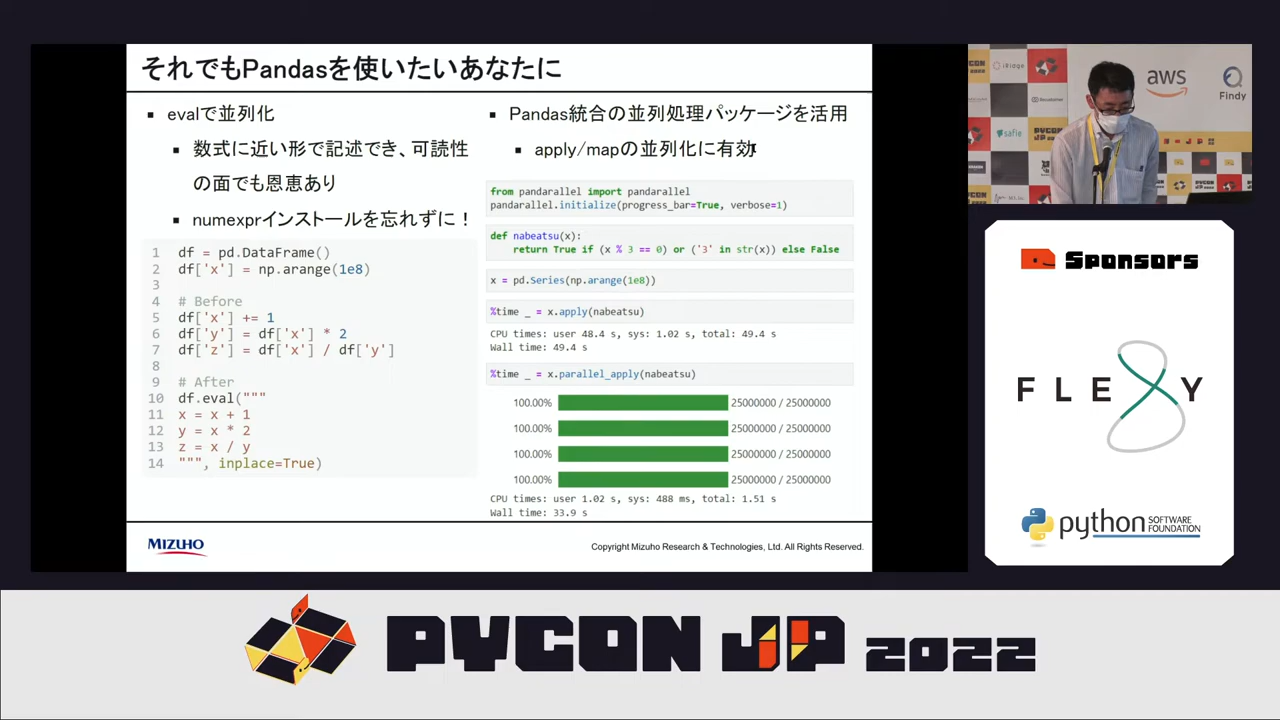 それでもPandasを使いたいあなたに
▪ evalで並列化
▪ 数式に近い形で記述でき、可読性
の面でも恩恵あり
▪ numexprインストールを忘れずに！
1 df = pd.DataFrame()
2 df['x'] = np.arange(1e8)
3
4 # Before
5 df['x'] += 1
6 df['y'] = df['x'] * 2
7 df['z'] = df['x'] / df['y']
8
9 # After
10 df.eval("""
11 x = x + 1
12 y = x * 2
13 z = x / y
14 """, inplace=True)
▪ Pandas統合の並列処理パッケージを活用
▪ apply/mapの並列化に有効
from pandarallel import pandarallel
pandarallel.initialize(progress_bar=True, verbose=1)
def nabeatsu(x):
return True if (x % 3 == 0) or ('3' in str(x)) else False
x = pd.Series(np.arange(1e8))
%time _ = x.apply(nabeatsu)
CPU times: user 48.4 s, sys: 1.02 s, total: 49.4 s
Wall time: 49.4 s
%time _ = x.parallel_apply(nabeatsu)
100.00% 25000000 / 25000000
100.00% 25000000 / 25000000
100.00% 25000000 / 25000000
100.00% 25000000 / 25000000
CPU times: user 1.02 s, sys: 488 ms, total: 1.51 s
Wall time: 33.9 s
MIZUHO
Copyright Mizuho Research & Technologies, Ltd. All Rights Reserved.
iRidge
aws
Findy
safie
Sponsors
FLEXY
python SOFTWARE
FOUNDATION
PYCON JP 2022